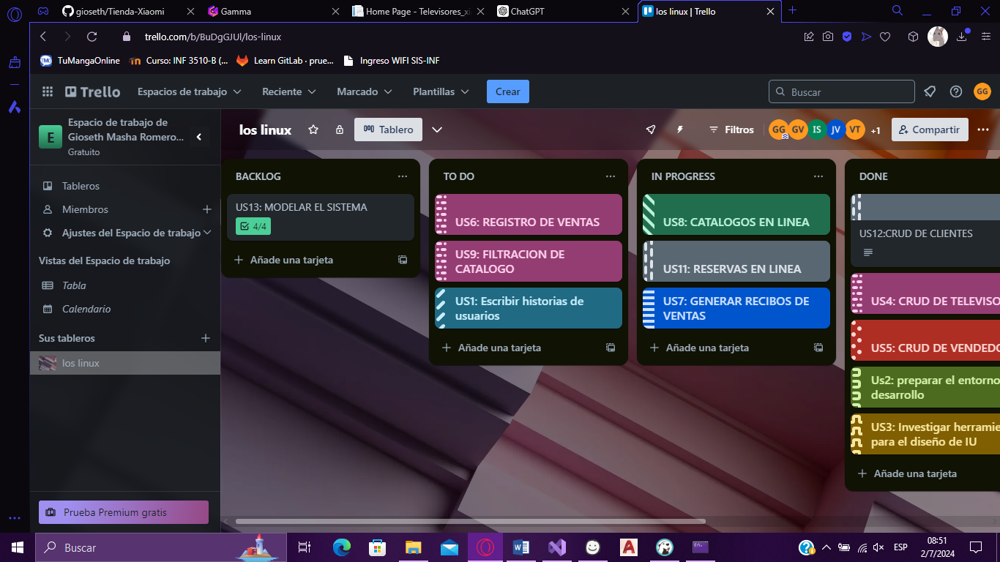 gioseth/Tienda-Xiaomi
Gamma
Home Page - Televisores_xi
ChatGPT
los linux | Trello
trello.com/b/BuDgGJUl/los-linux
TMO
TuMangaOnline
Curso: INF 3510-B (...
Learn GitLab · prue...
Ingreso WIFI SIS-INF
Trello
Espacios de trabajo
Reciente
Marcado
Plantillas
Crear
Buscar
GG
E
Espacio de trabajo de
Gioseth Masha Romero...
Gratuito
los linux
Tablero
Filtros
GG
GV
IS
JV
VT
+1
Compartir
Tableros
Miembros
Ajustes del Espacio de trabajo
Vistas del Espacio de trabajo
Tabla
Calendario
Sus tableros
los linux
Prueba Premium gratis
BACKLOG
US13: MODELAR EL SISTEMA
4/4
Añade una tarjeta
TO DO
US6: REGISTRO DE VENTAS
US9: FILTRACION DE
CATALOGO
US1: Escribir historias de
usuarios
Añade una tarjeta
IN PROGRESS
US8: CATALOGOS EN LINEA
US11: RESERVAS EN LINEA
US7: GENERAR RECIBOS DE
VENTAS
Añade una tarjeta
DONE
US12:CRUD DE CLIENTES
US4: CRUD DE TELEVISO
US5: CRUD DE VENDEDO
Us2: preparar el entorno
desarrollo
US3: Investigar herramie
para el diseño de IU
Añade una tarjeta
Buscar
ESP
08:51
2/7/2024